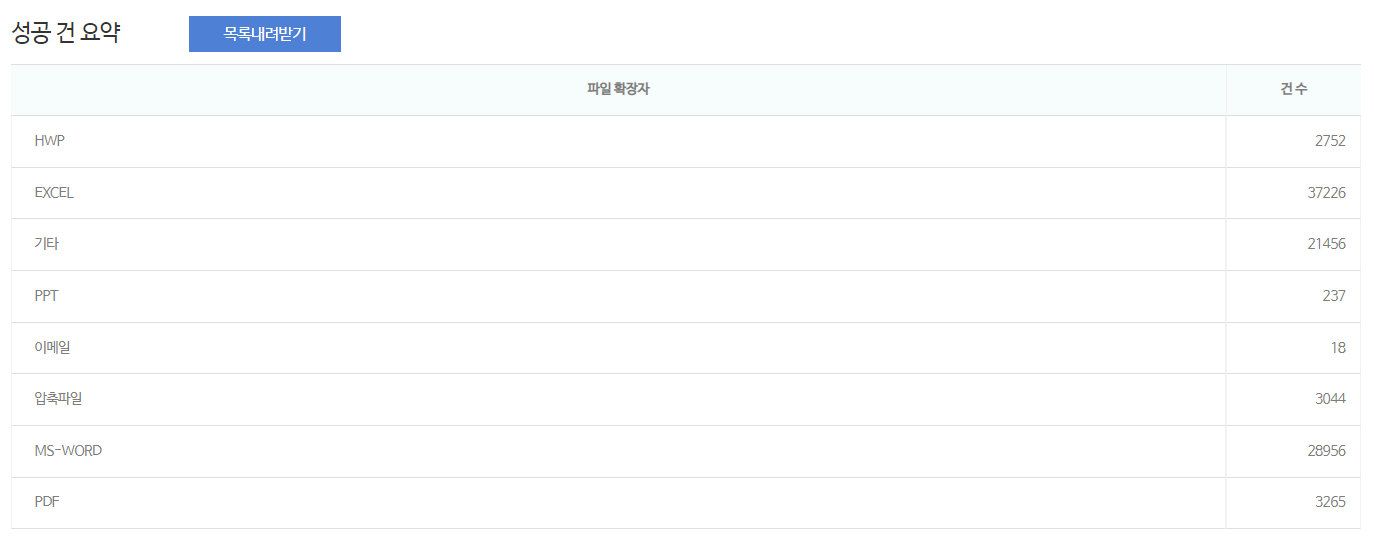 성공 건 요약 목록내려받기
파일 확장자 건 수
HWP 2752
EXCEL 37226
기타 21456
PPT 237
이메일 18
압축파일 3044
MS-WORD 28956
PDF 3265